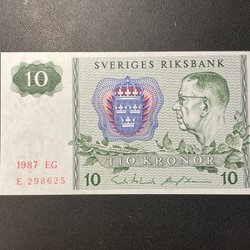 10
SVERIGES RIKSBANK
1987 EG
E 298625
TIO KRONOR
10
10